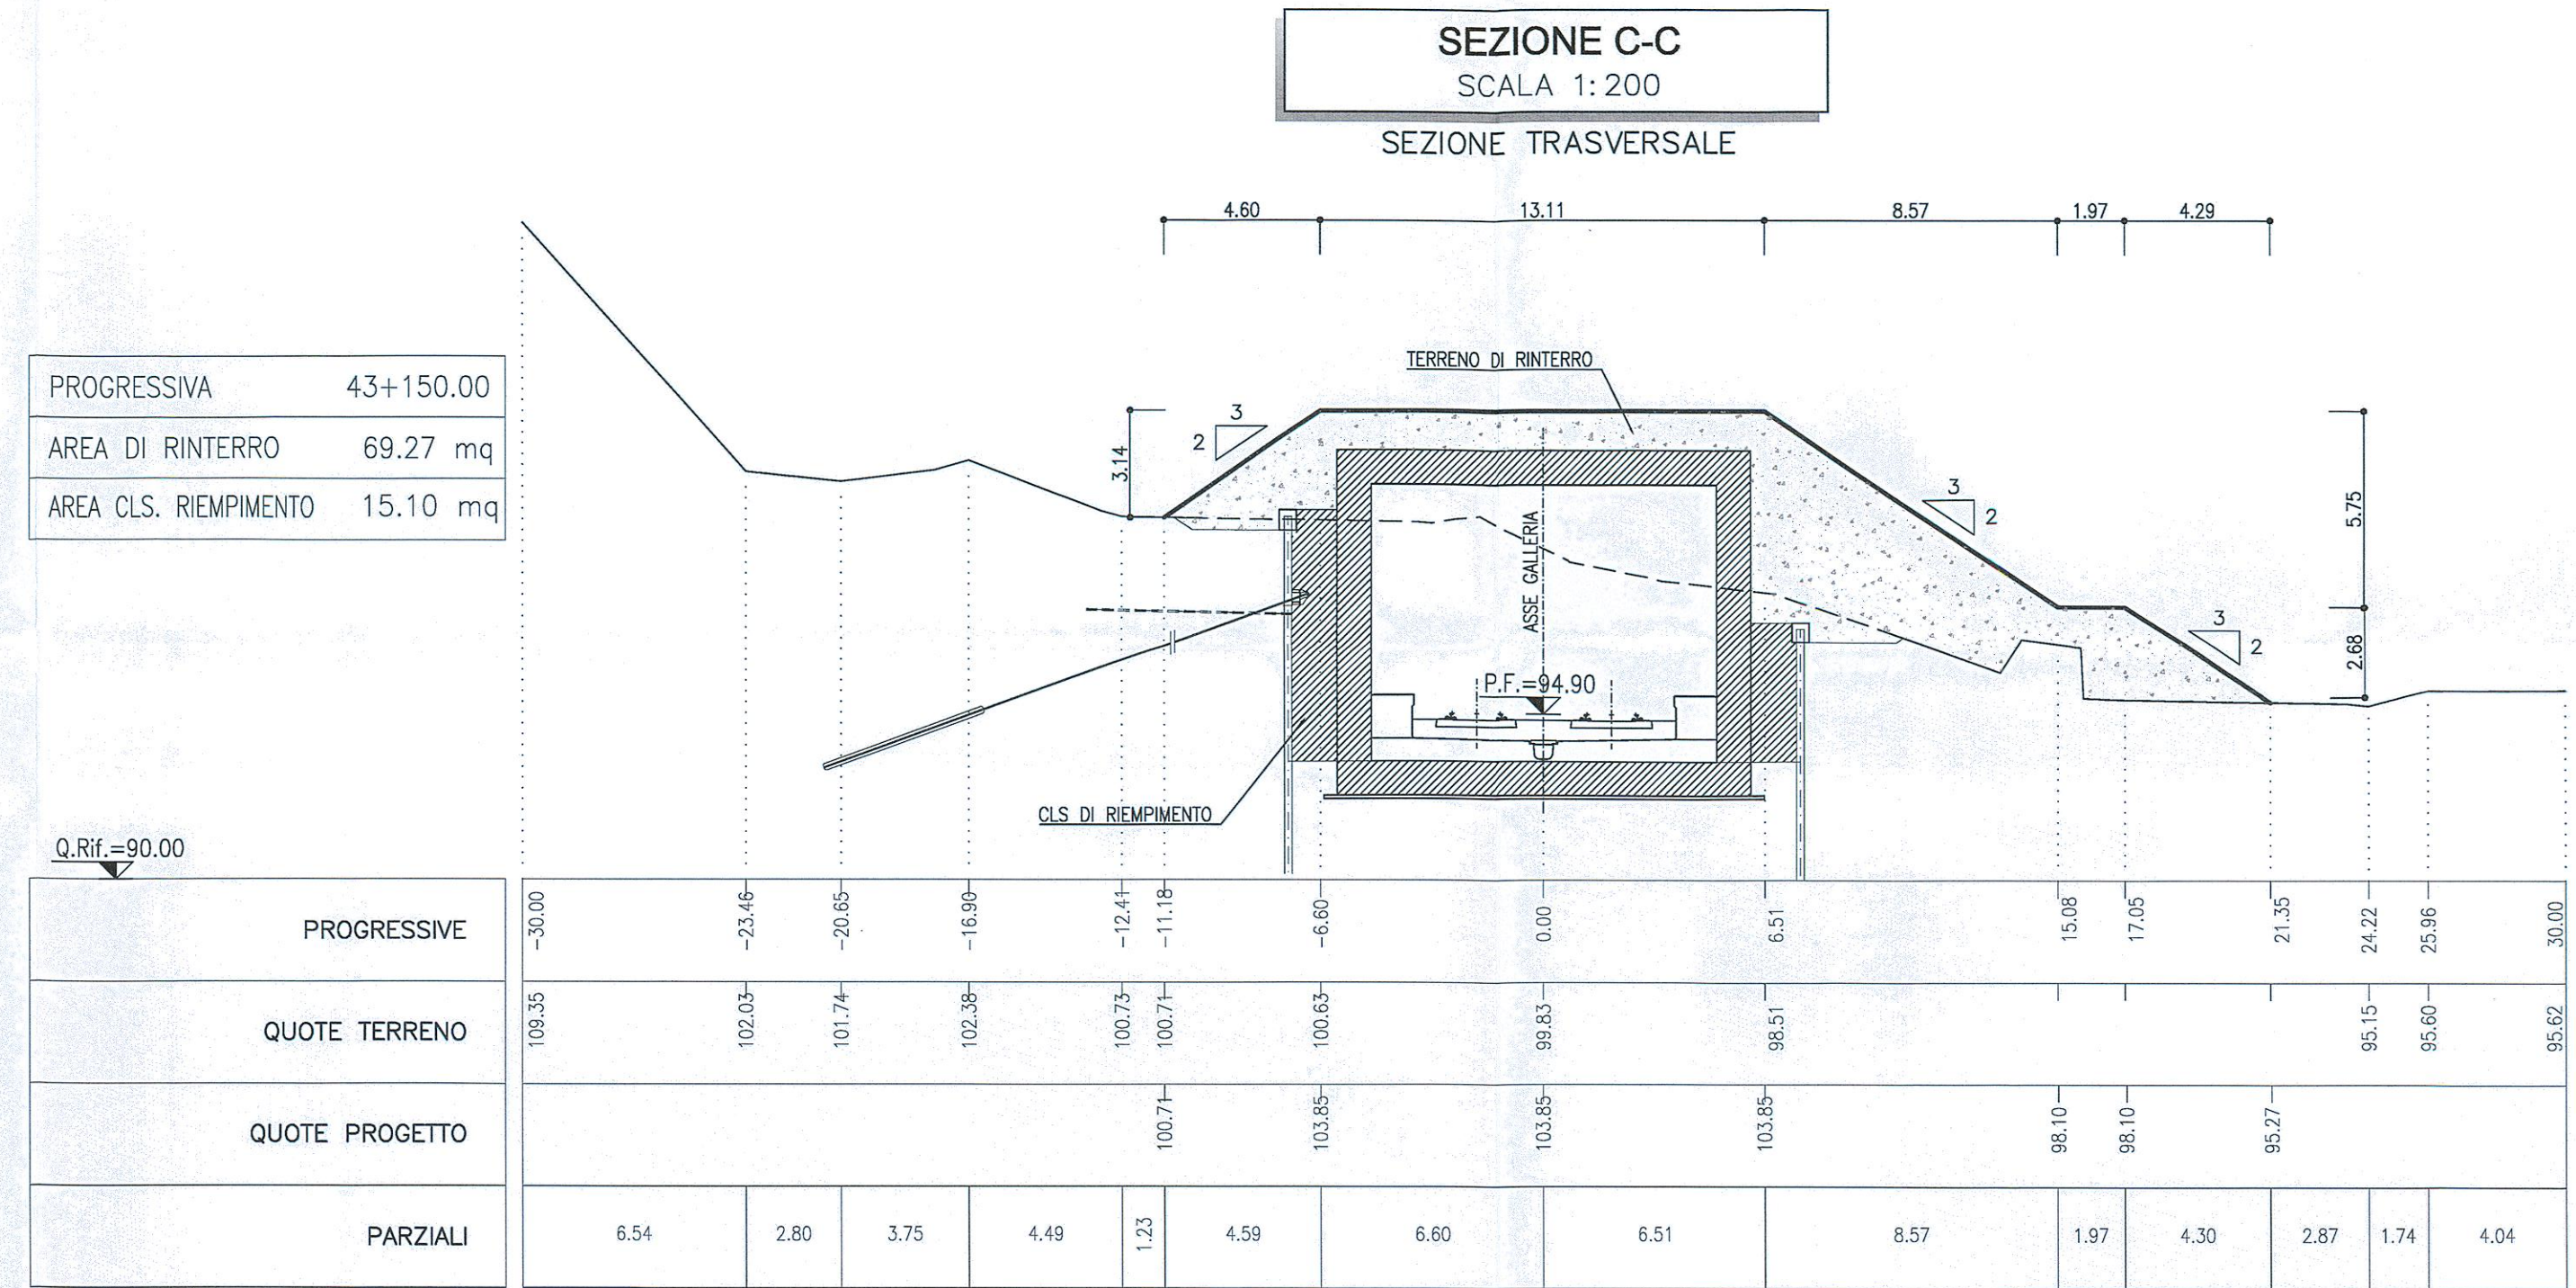 SEZIONE C-C
SCALA 1:200
SEZIONE TRASVERSALE
4.60 13.11 8.57 1.97 4.29
PROGRESSIVA 43+150.00
AREA DI RINTERRO 69.27 mq
AREA CLS. RIEMPIMENTO 15.10 mq
TERRENO DI RINTERRO
3
2
3.14
3
2
5.75
ASSE GALLERIA
3
2
2.68
P.F.=94.90
CLS DI RIEMPIMENTO
Q.Rif.=90.00
PROGRESSIVE -30.00 -23.46 -20.65 -16.90 -12.41 -11.18 -6.60 0.00 6.51 15.08 17.05 21.35 24.22 25.96 30.00
QUOTE TERRENO 109.35 102.03 101.74 102.38 100.73 100.71 100.63 99.83 98.51 95.15 95.60 95.62
QUOTE PROGETTO 100.71 103.85 103.85 103.85 98.10 98.10 95.27
PARZIALI 6.54 2.80 3.75 4.49 1.23 4.59 6.60 6.51 8.57 1.97 4.30 2.87 1.74 4.04